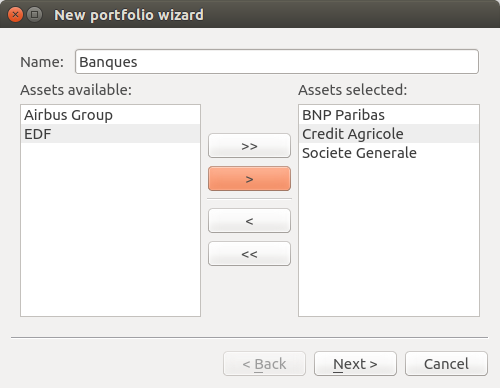 New portfolio wizard
Name: Banques
Assets available:
Assets selected:
Airbus Group
EDF
BNP Paribas
Credit Agricole
Societe Generale
>>
>
<
<<
< Back
Next >
Cancel